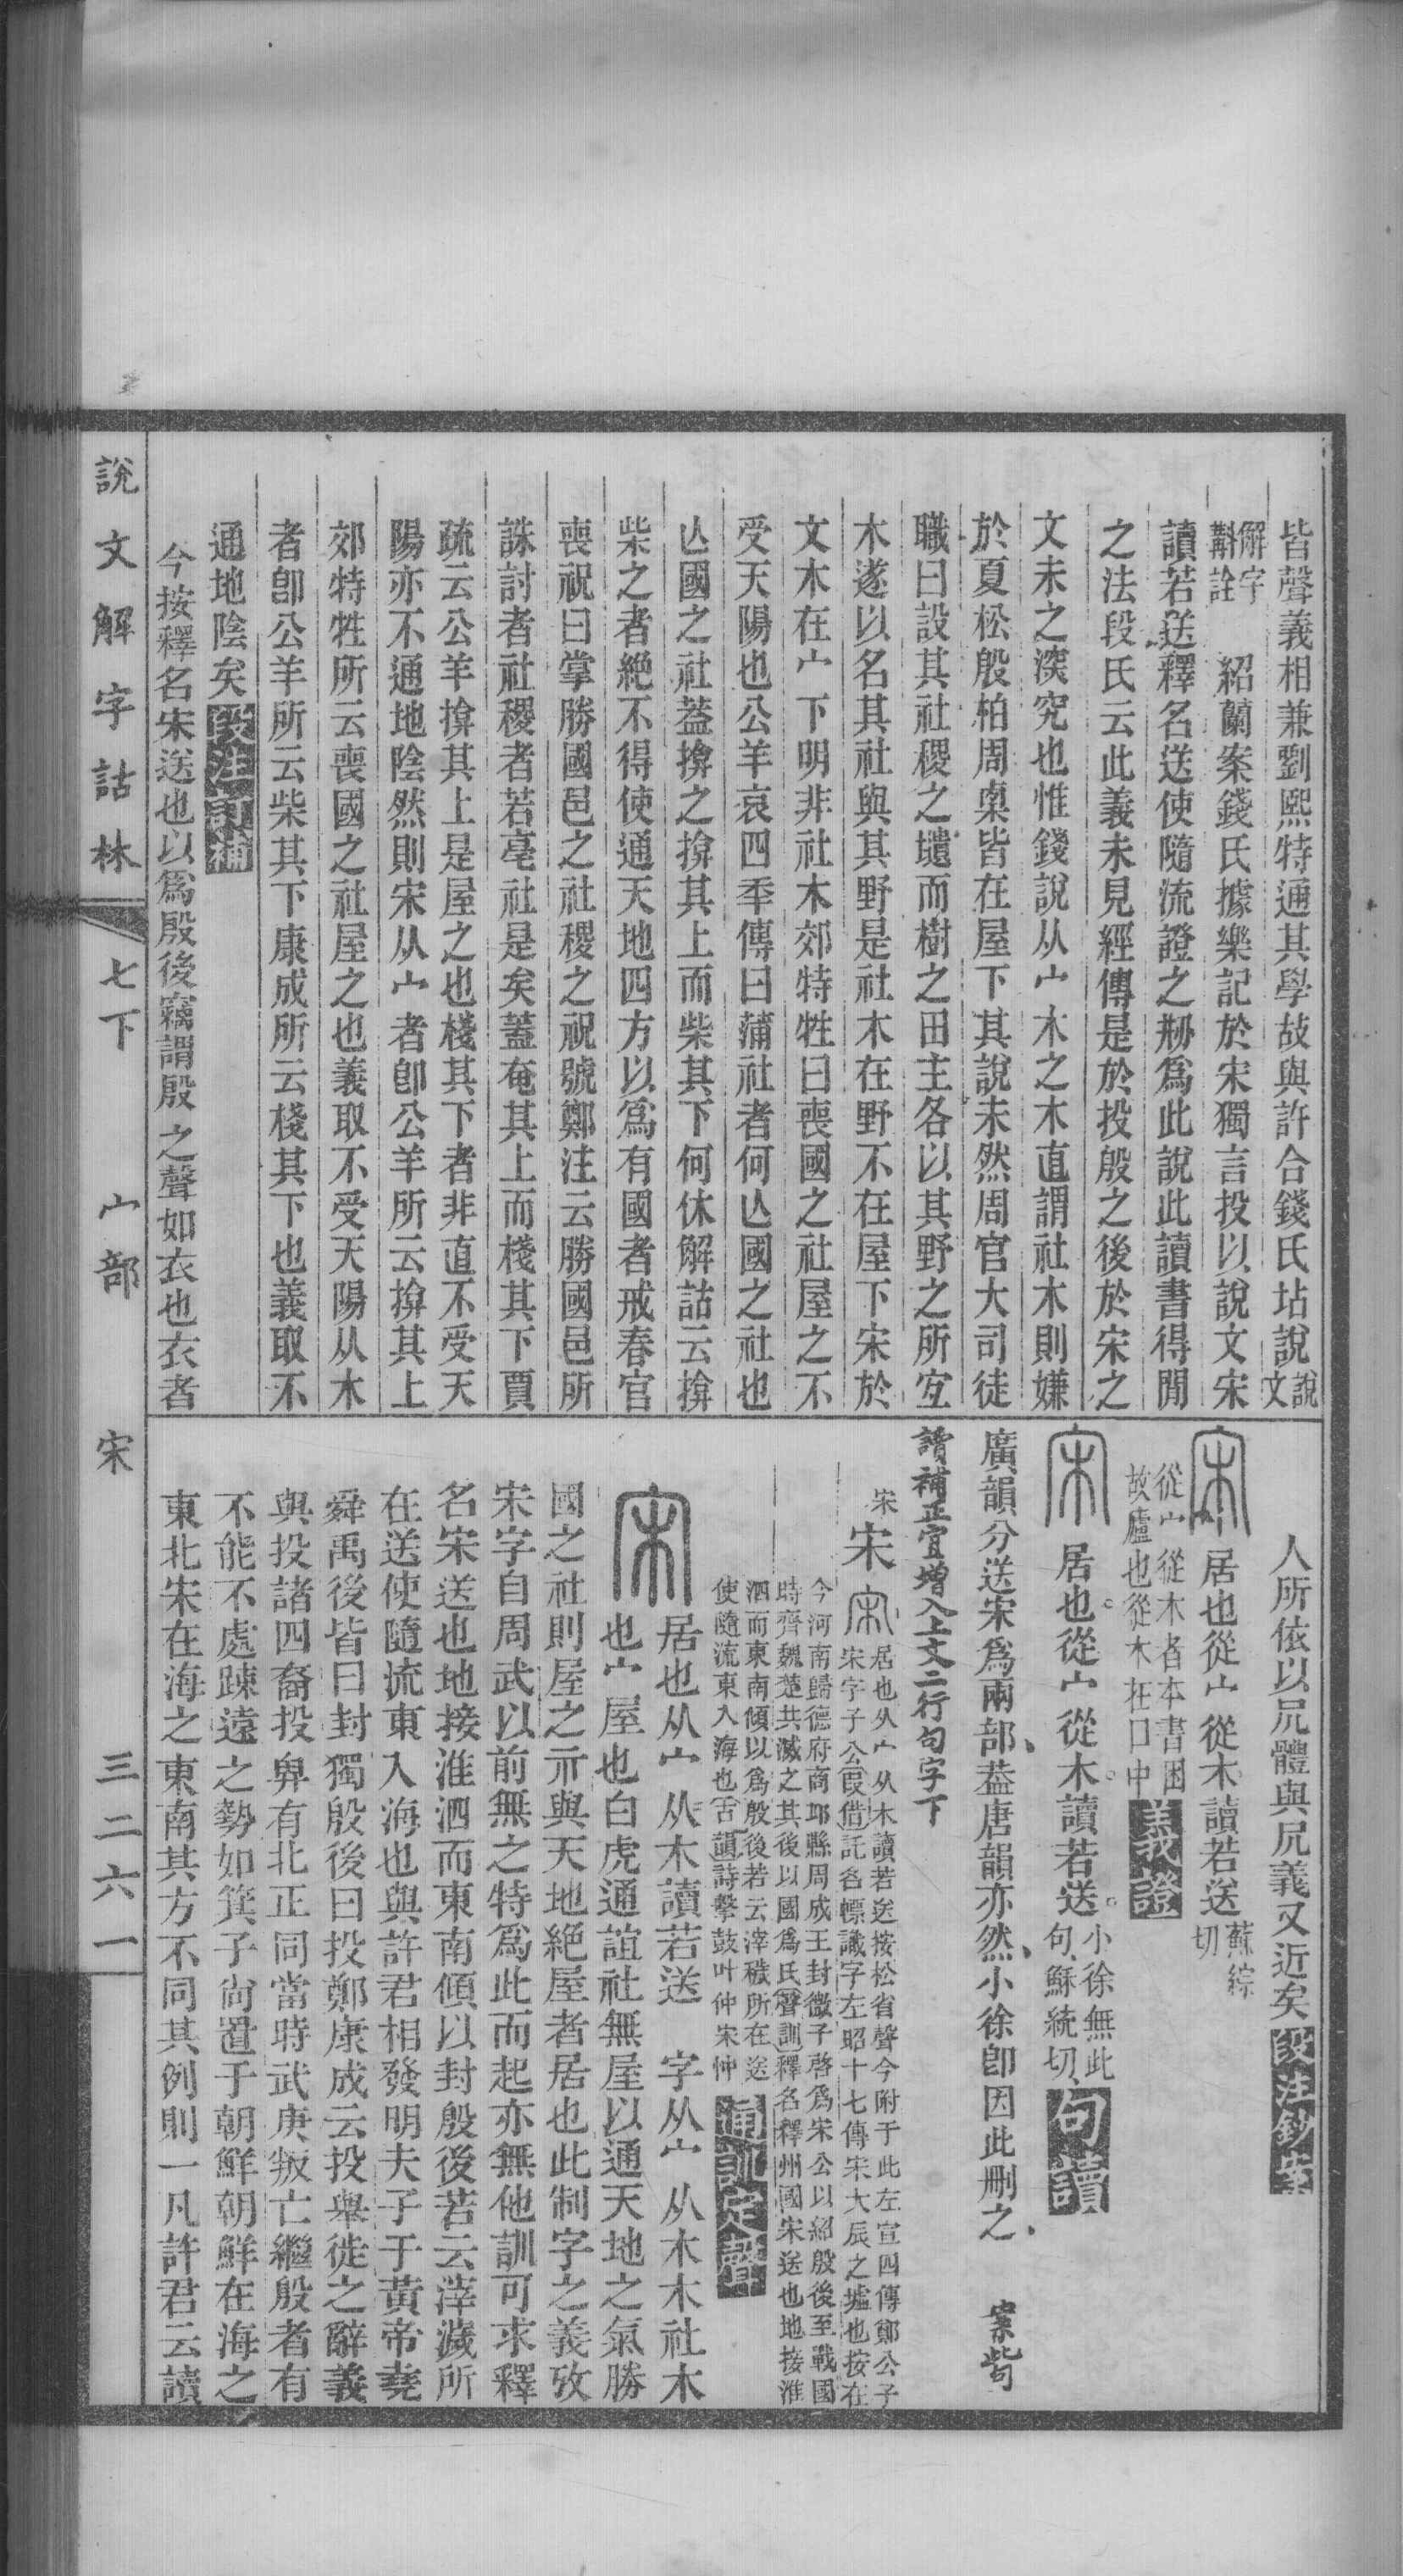 皆聲義相兼劉熙特通其學故與許合錢氏坫說說文
解字斠詮　紹蘭案錢氏據樂記於宋獨言投以說文宋
讀若送釋名送使隨流證之剏爲此說此讀書得閒
之法段氏云此義未見經傳是於投殷之後於宋之
文未之深究也惟錢說从宀木之木直謂社木則嫌
於夏松殷柏周㮚皆在屋下其說未然周官大司徒
職曰設其社稷之壝而樹之田主各以其野之所宜
木遂以名其社與其野是社木在野不在屋下宋於
文木在宀下明非社木郊特牲曰喪國之社屋之不
受天陽也公羊哀四年傳曰蒲社者何亾國之社也
亾國之社蓋揜之揜其上而柴其下何休解詁云揜
柴之者絕不得使通天地四方以爲有國者戒春官
喪祝曰掌勝國邑之社稷之祝號鄭注云勝國邑所
誅討者社稷者若亳社是矣蓋奄其上而棧其下賈
疏云公羊揜其上是屋之也棧其下者非直不受天
陽亦不通地陰然則宋从宀者卽公羊所云揜其上
郊特牲所云喪國之社屋之也義取不受天陽从木
者卽公羊所云柴其下康成所云棧其下也義取不
通地陰矣段注訂補
今按釋名宋送也以爲殷後竊謂殷之聲如衣也衣者
人所依以凥體與凥義又近矣段注鈔案
宋居也從宀從木讀若送蘇綜切
從宀從木者本書困
故廬也從木在囗中義證
宋居也從宀從木讀若送小徐無此句蘇統切句讀
廣韻分送宋爲兩部葢唐韻亦然小徐卽因此刪之　案此句
讀補正宜增入上文二行句字下
宋宋宋居也从宀从木讀若送按松省聲今附于此左宣四傳鄭公子
宋字子公叚借託名幖識字左昭十七傳宋大辰之墟也按在
今河南歸德府商邱縣周成王封微子啓爲宋公以紹殷後至戰國
時齊魏楚共滅之其後以國爲氏聲訓釋名釋州國宋送也地接淮
泗而東南傾以爲殷後若云滓穢所在送
使隨流東入海也古韻詩擊鼓叶仲宋忡通訓定聲
宋居也从宀从木讀若送　字从宀从木木社木
也宀屋也白虎通誼社無屋以通天地之氣勝
國之社則屋之示與天地絕屋者居也此制字之義攷
宋字自周武以前無之特爲此而起亦無他訓可求釋
名宋送也地接淮泗而東南傾以封殷後若云滓濊所
在送使隨流東入海也與許君相發明夫子于黃帝堯
舜禹後皆曰封獨殷後曰投鄭康成云投舉徙之辭義
與投諸四裔投畀有北正同當時武庚叛亡繼殷者有
不能不處疎遠之勢如箕子尙置于朝鮮朝鮮在海之
東北宋在海之東南其方不同其例則一凡許君云讀
說文解字詁林　七下　宀部　宋　三二六一